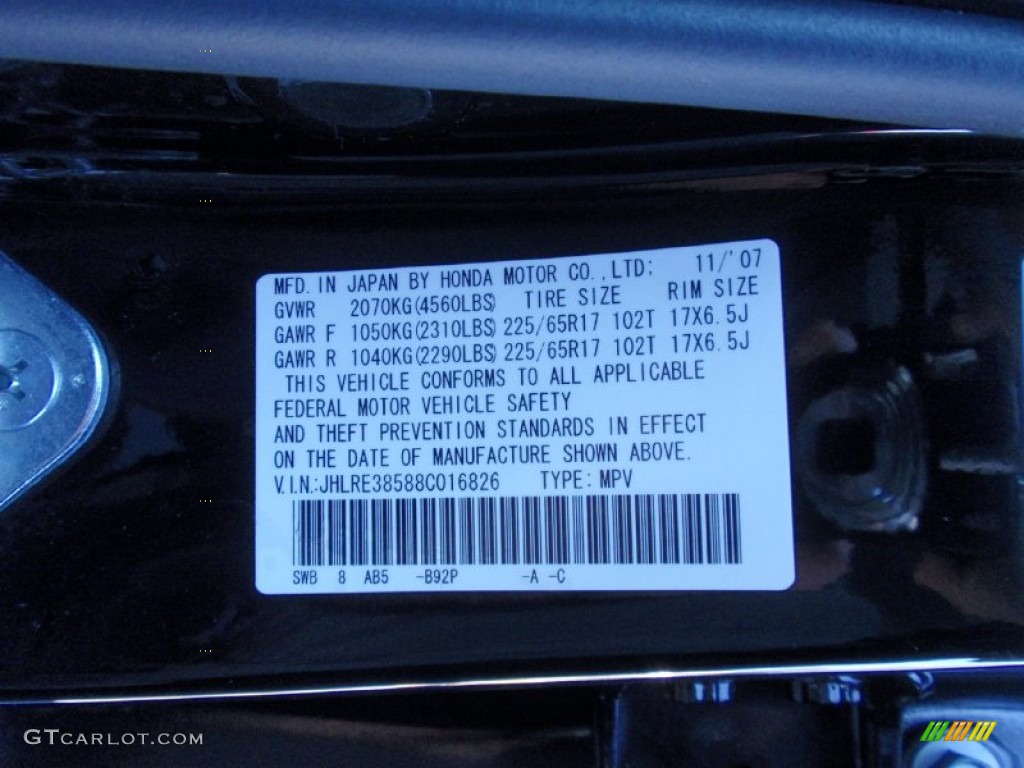 MFD. IN JAPAN BY HONDA MOTOR CO.,LTD: 11/'07
GVWR 2070KG(4560LBS) TIRE SIZE RIM SIZE
GAWR F 1050KG(2310LBS) 225/65R17 102T 17X6.5J
GAWR R 1040KG(2290LBS) 225/65R17 102T 17X6.5J
THIS VEHICLE CONFORMS TO ALL APPLICABLE
FEDERAL MOTOR VEHICLE SAFETY
AND THEFT PREVENTION STANDARDS IN EFFECT
ON THE DATE OF MANUFACTURE SHOWN ABOVE.
V.I.N.:JHLRE38588C016826 TYPE: MPV
SWB 8 AB5 -B92P -A -C
GTCARLOT.COM